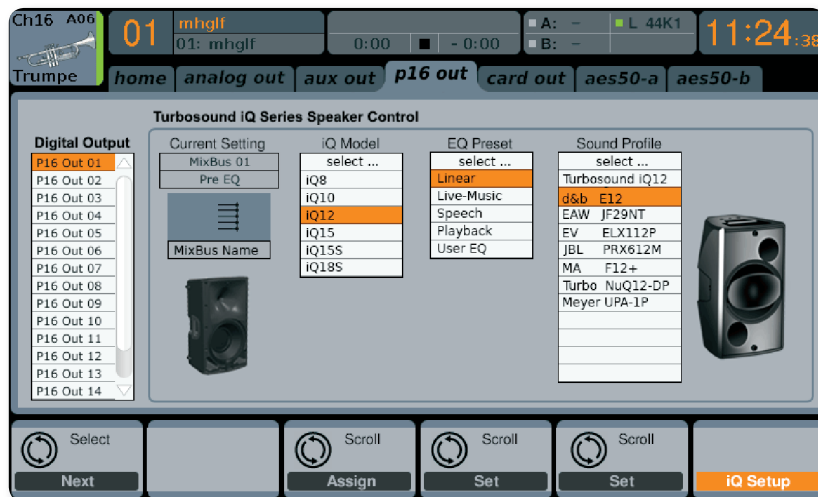 Ch16 A06
Trumpe
01
mhglf
01: mhglf
0:00 - 0:00
A: -
B: -
L 44K1
11:24:38
home analog out aux out p16 out card out aes50-a aes50-b
Turbosound iQ Series Speaker Control
Digital Output
P16 Out 01
P16 Out 02
P16 Out 03
P16 Out 04
P16 Out 05
P16 Out 06
P16 Out 07
P16 Out 08
P16 Out 09
P16 Out 10
P16 Out 11
P16 Out 12
P16 Out 13
P16 Out 14
Current Setting
MixBus 01
Pre EQ
MixBus Name
iQ Model
select ...
iQ8
iQ10
iQ12
iQ15
iQ15S
iQ18S
EQ Preset
select ...
Linear
Live-Music
Speech
Playback
User EQ
Sound Profile
select ...
Turbosound iQ12
d&b E12
EAW JF29NT
EV ELX112P
JBL PRX612M
MA F12+
Turbo NuQ12-DP
Meyer UPA-1P
Select
Next
Scroll
Assign
Scroll
Set
Scroll
Set
iQ Setup